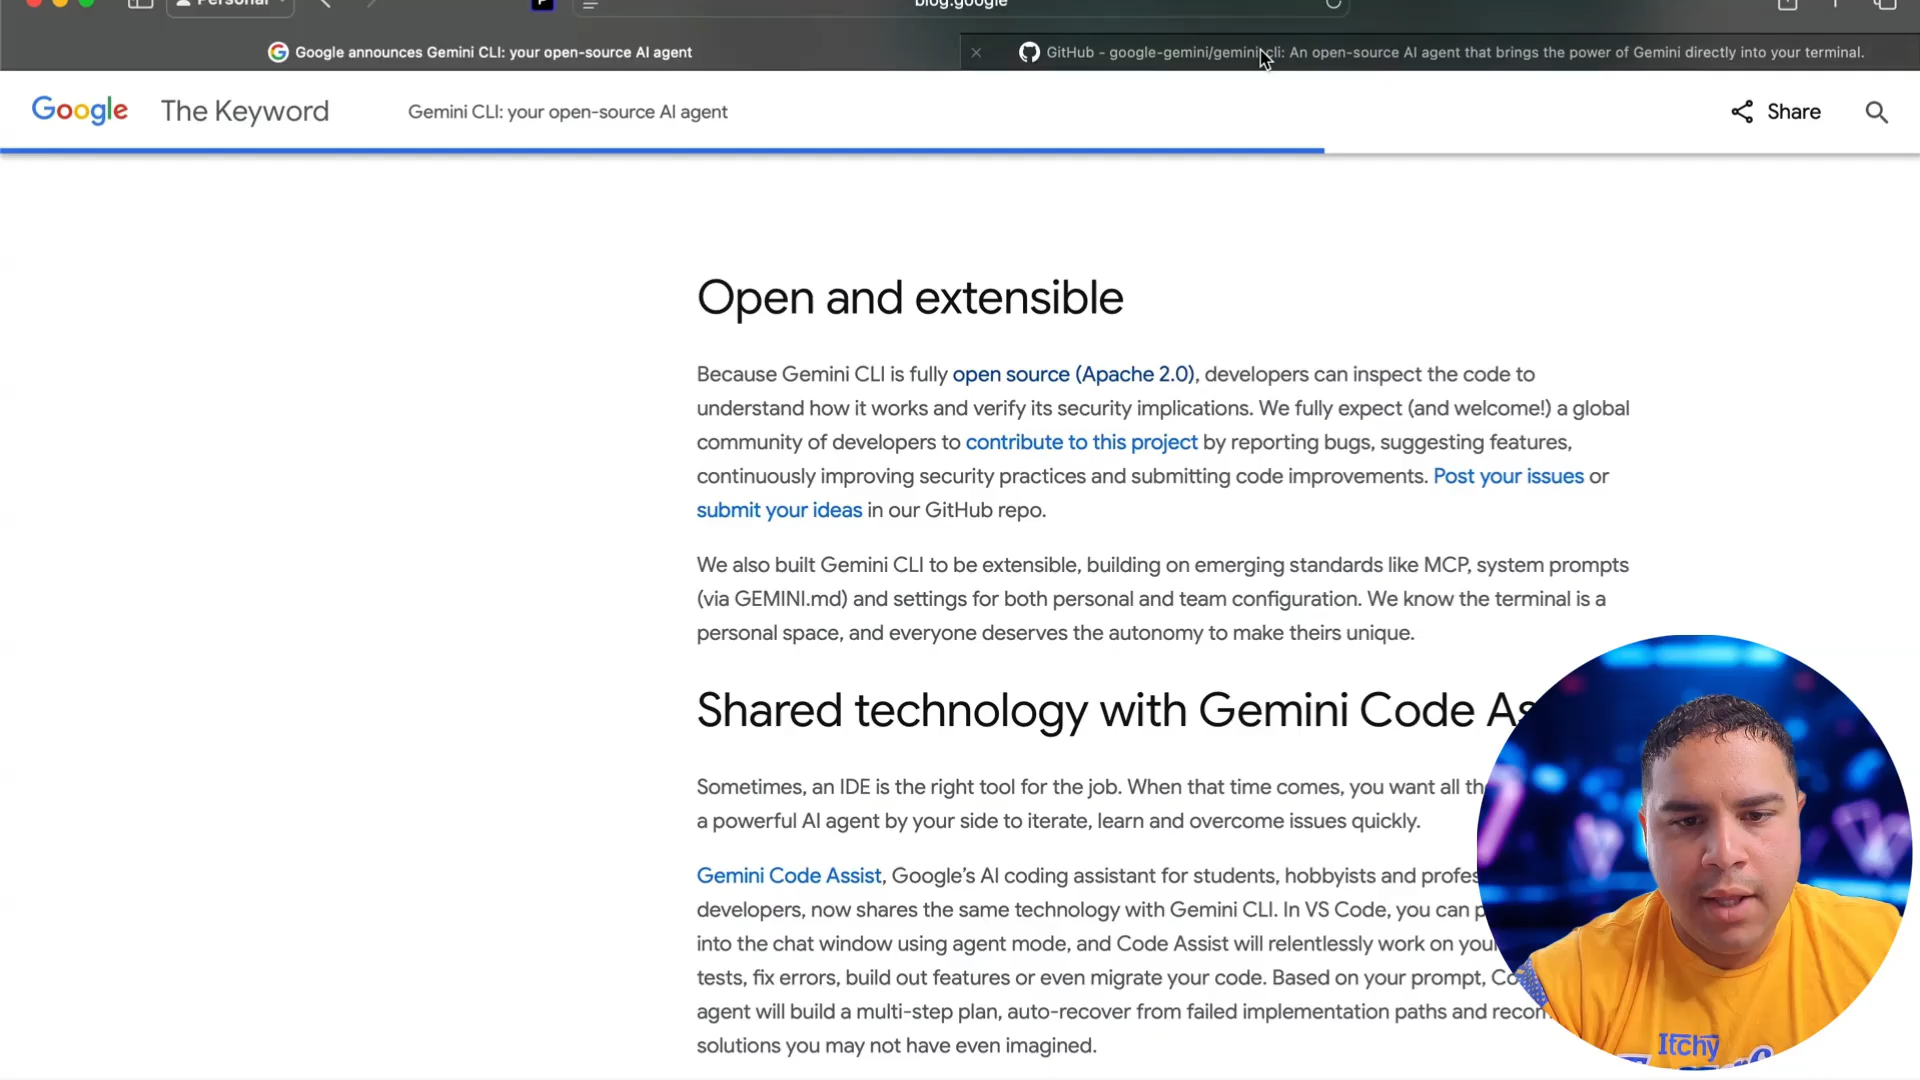 Personal
blog.google
Google announces Gemini CLI: your open-source AI agent
GitHub - google-gemini/gemini-cli: An open-source AI agent that brings the power of Gemini directly into your terminal.
Google The Keyword
Gemini CLI: your open-source AI agent
Share
Open and extensible
Because Gemini CLI is fully open source (Apache 2.0), developers can inspect the code to
understand how it works and verify its security implications. We fully expect (and welcome!) a global
community of developers to contribute to this project by reporting bugs, suggesting features,
continuously improving security practices and submitting code improvements. Post your issues or
submit your ideas in our GitHub repo.
We also built Gemini CLI to be extensible, building on emerging standards like MCP, system prompts
(via GEMINI.md) and settings for both personal and team configuration. We know the terminal is a
personal space, and everyone deserves the autonomy to make theirs unique.
Shared technology with Gemini Code As
Sometimes, an IDE is the right tool for the job. When that time comes, you want all th
a powerful AI agent by your side to iterate, learn and overcome issues quickly.
Gemini Code Assist, Google's AI coding assistant for students, hobbyists and profes
developers, now shares the same technology with Gemini CLI. In VS Code, you can p
into the chat window using agent mode, and Code Assist will relentlessly work on your
tests, fix errors, build out features or even migrate your code. Based on your prompt, Co
agent will build a multi-step plan, auto-recover from failed implementation paths and recom
solutions you may not have even imagined.
Itchy